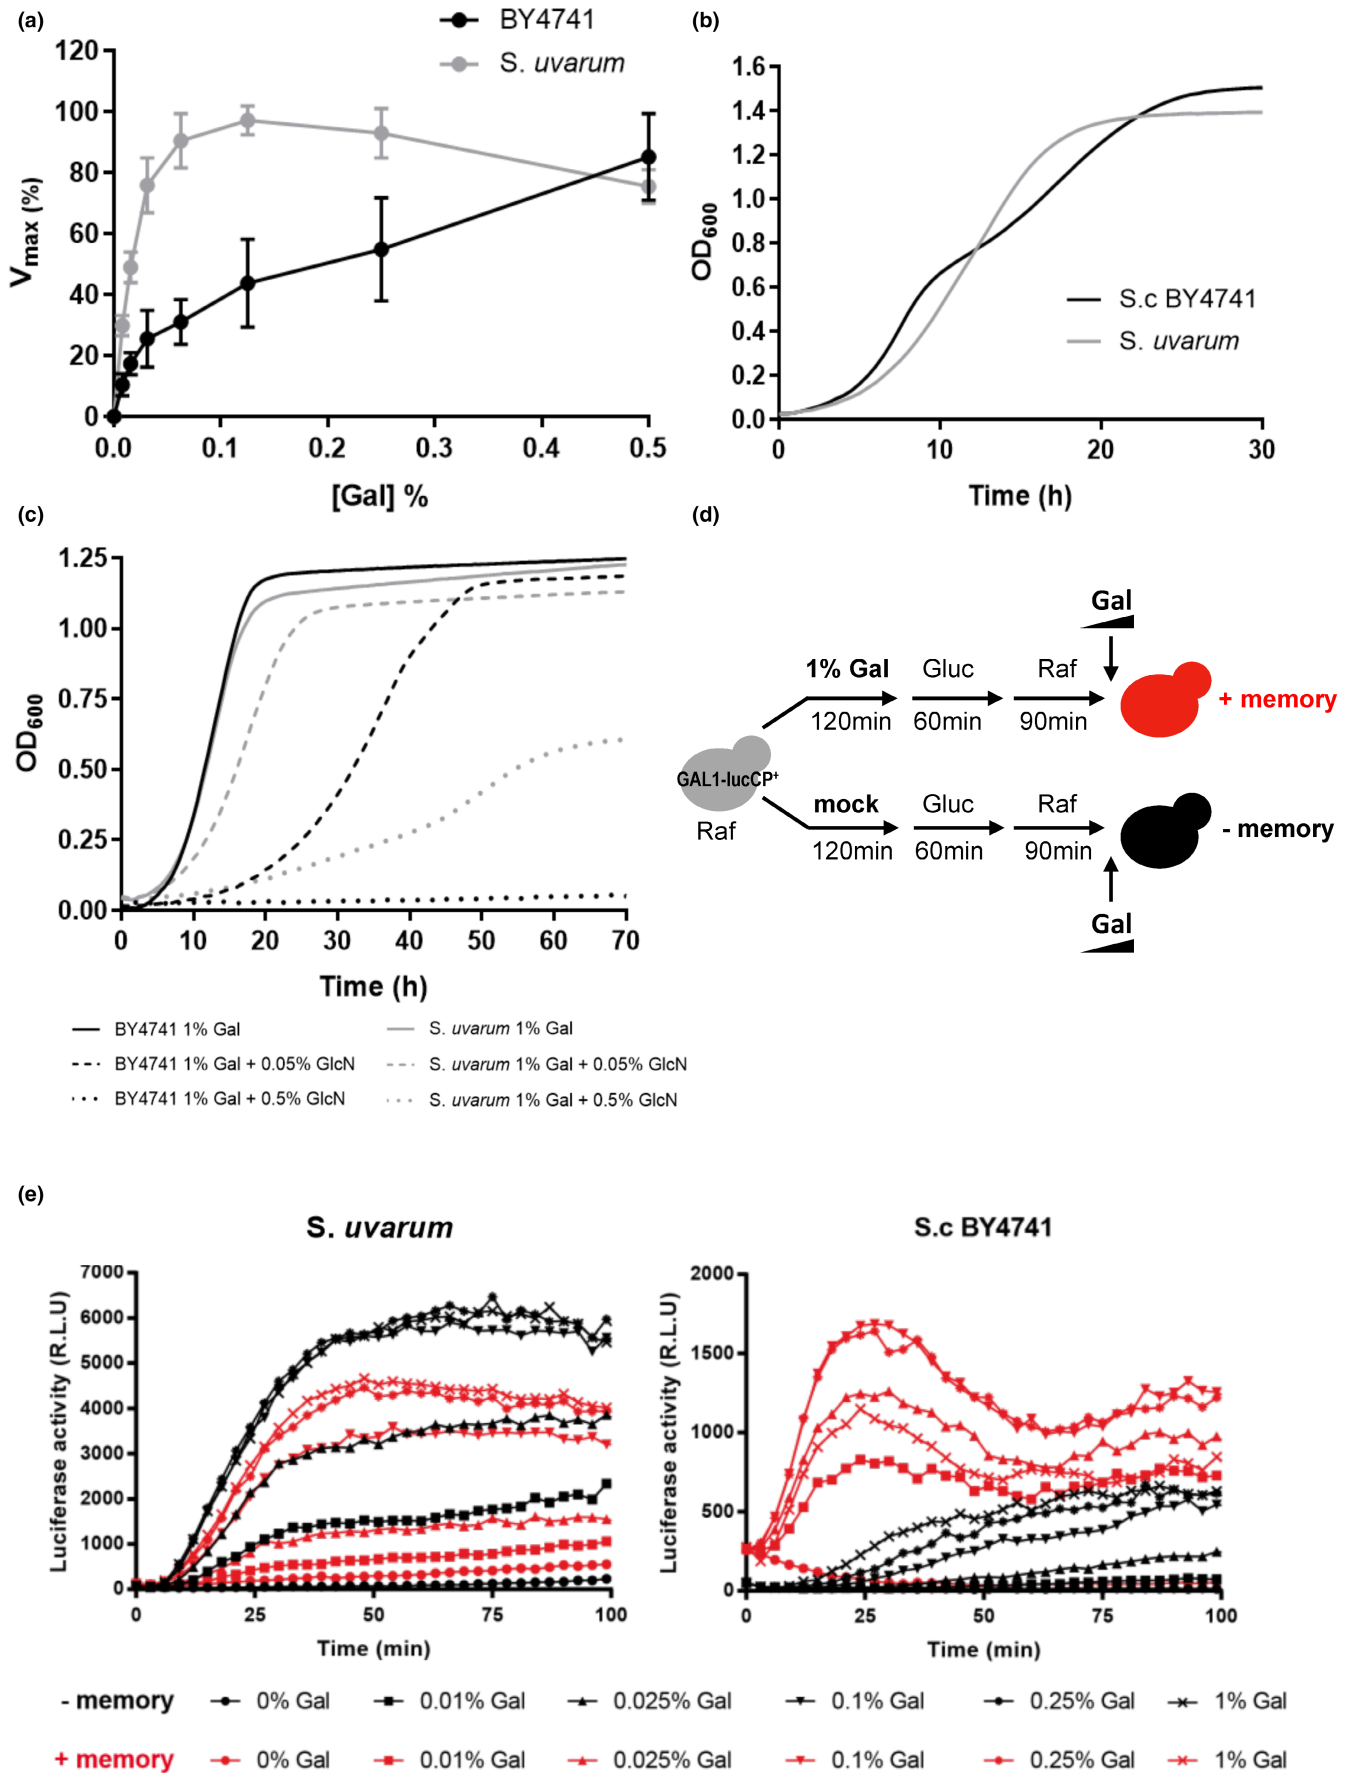 (a)
BY4741
S. uvarum
120
100
80
60
40
20
0
Vmax (%)
0.0 0.1 0.2 0.3 0.4 0.5
[Gal] %
(b)
1.6
1.4
1.2
1.0
0.8
0.6
0.4
0.2
0.0
OD600
S.c BY4741
S. uvarum
0 10 20 30
Time (h)
(c)
1.25
1.00
0.75
0.50
0.25
0.00
OD600
0 10 20 30 40 50 60 70
Time (h)
BY4741 1% Gal
S. uvarum 1% Gal
BY4741 1% Gal + 0.05% GlcN
S. uvarum 1% Gal + 0.05% GlcN
BY4741 1% Gal + 0.5% GlcN
S. uvarum 1% Gal + 0.5% GlcN
(d)
Gal
1% Gal Gluc Raf
120min 60min 90min
+ memory
GAL1-lucCP+
Raf
mock Gluc Raf
120min 60min 90min
- memory
Gal
(e)
S. uvarum
7000
6000
5000
4000
3000
2000
1000
0
Luciferase activity (R.L.U)
0 25 50 75 100
Time (min)
S.c BY4741
2000
1500
1000
500
0
Luciferase activity (R.L.U)
0 25 50 75 100
Time (min)
- memory 0% Gal 0.01% Gal 0.025% Gal 0.1% Gal 0.25% Gal 1% Gal
+ memory 0% Gal 0.01% Gal 0.025% Gal 0.1% Gal 0.25% Gal 1% Gal